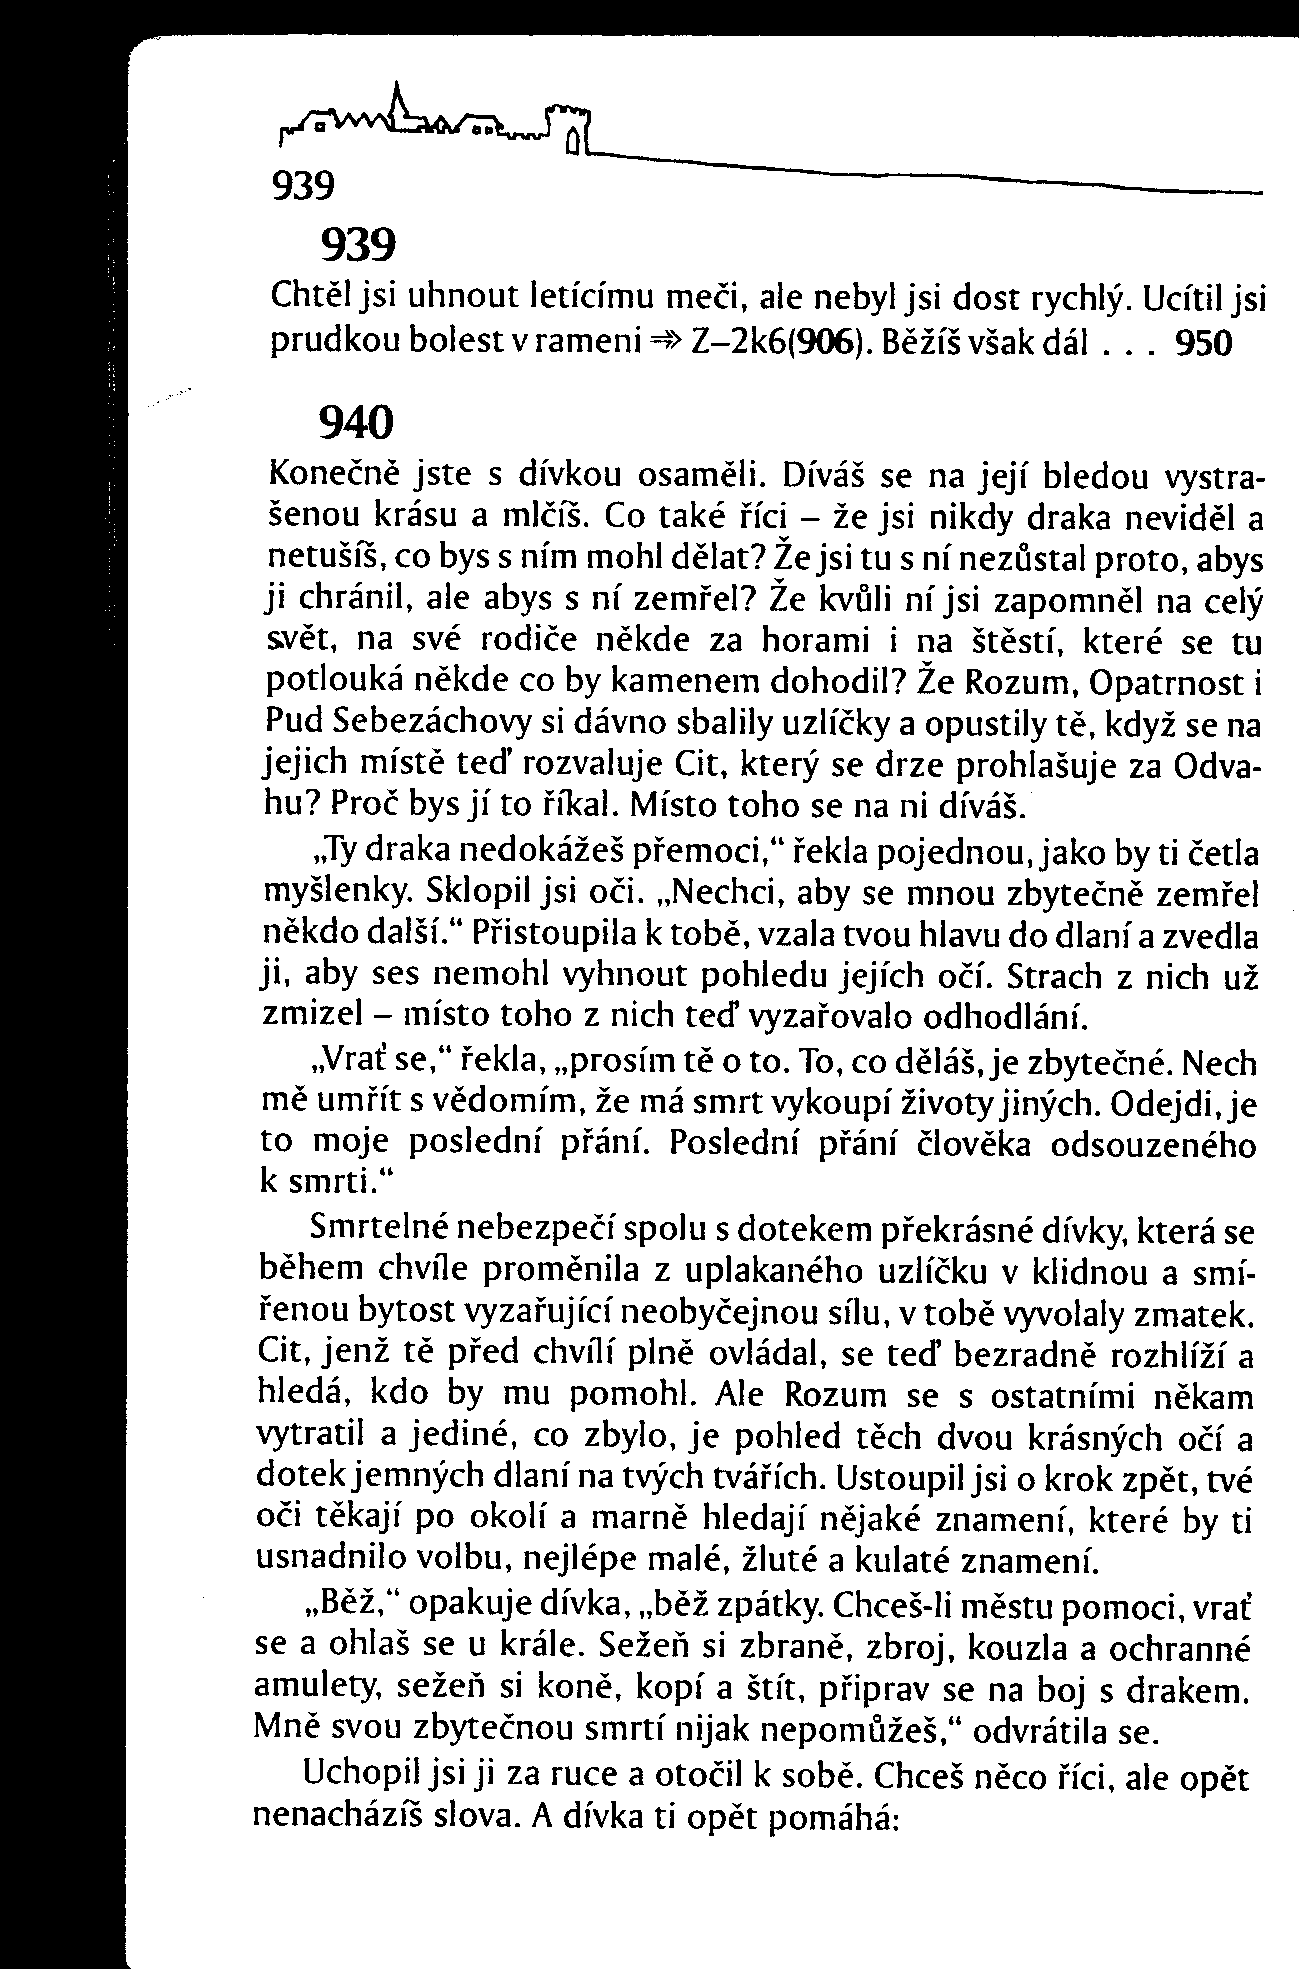 939
939
Chtěl jsi uhnout letícímu meči, ale nebyl jsi dost rychlý. Ucítil jsi
prudkou bolest v rameni ⇒ Z–2k6(906). Běžíš však dál . . . 950
940
Konečně jste s dívkou osaměli. Díváš se na její bledou vystra-
šenou krásu a mlčíš. Co také říci – že jsi nikdy draka neviděl a
netušíš, co bys s ním mohl dělat? Že jsi tu s ní nezůstal proto, abys
ji chránil, ale abys s ní zemřel? Že kvůli ní jsi zapomněl na celý
svět, na své rodiče někde za horami i na štěstí, které se tu
potlouká někde co by kamenem dohodil? Že Rozum, Opatrnost i
Pud Sebezáchovy si dávno sbalily uzlíčky a opustily tě, když se na
jejich místě teď rozvaluje Cit, který se drze prohlašuje za Odva-
hu? Proč bys jí to říkal. Místo toho se na ni díváš.
„Ty draka nedokážeš přemoci,“ řekla pojednou, jako by ti četla
myšlenky. Sklopil jsi oči. „Nechci, aby se mnou zbytečně zemřel
někdo další.“ Přistoupila k tobě, vzala tvou hlavu do dlaní a zvedla
ji, aby ses nemohl vyhnout pohledu jejích očí. Strach z nich už
zmizel – místo toho z nich teď vyzařovalo odhodlání.
„Vrať se,“ řekla, „prosím tě o to. To, co děláš, je zbytečné. Nech
mě umřít s vědomím, že má smrt vykoupí životy jiných. Odejdi, je
to moje poslední přání. Poslední přání člověka odsouzeného
k smrti.“
Smrtelné nebezpečí spolu s dotekem překrásné dívky, která se
během chvíle proměnila z uplakaného uzlíčku v klidnou a smí-
řenou bytost vyzařující neobyčejnou sílu, v tobě vyvolaly zmatek.
Cit, jenž tě před chvílí plně ovládal, se teď bezradně rozhlíží a
hledá, kdo by mu pomohl. Ale Rozum se s ostatními někam
vytratil a jediné, co zbylo, je pohled těch dvou krásných očí a
dotek jemných dlaní na tvých tvářích. Ustoupil jsi o krok zpět, tvé
oči těkají po okolí a marně hledají nějaké znamení, které by ti
usnadnilo volbu, nejlépe malé, žluté a kulaté znamení.
„Běž,“ opakuje dívka, „běž zpátky. Chceš-li městu pomoci, vrať
se a ohlaš se u krále. Sežeň si zbraně, zbroj, kouzla a ochranné
amulety, sežeň si koně, kopí a štít, připrav se na boj s drakem.
Mně svou zbytečnou smrtí nijak nepomůžeš,“ odvrátila se.
Uchopil jsi ji za ruce a otočil k sobě. Chceš něco říci, ale opět
nenacházíš slova. A dívka ti opět pomáhá: